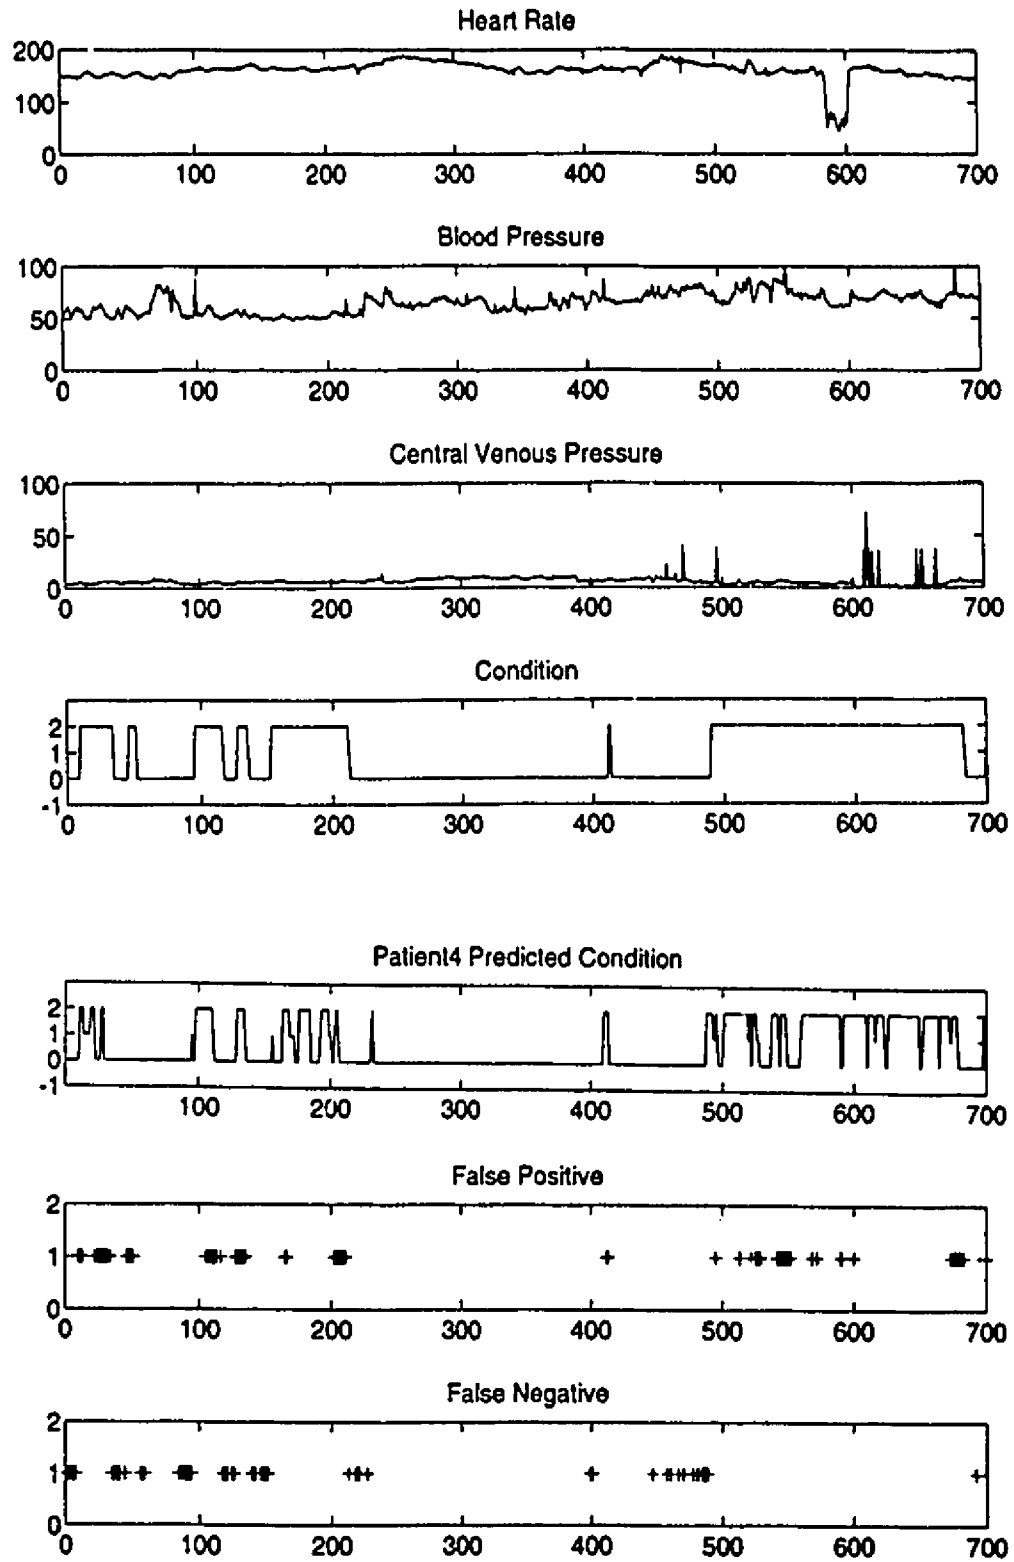 Heart Rate
200
100
0
0 100 200 300 400 500 600 700
Blood Pressure
100
50
0
0 100 200 300 400 500 600 700
Central Venous Pressure
100
50
0
0 100 200 300 400 500 600 700
Condition
2
1
0
-1
0 100 200 300 400 500 600 700
Patient4 Predicted Condition
2
1
0
-1
100 200 300 400 500 600 700
False Positive
2
1
0
0 100 200 300 400 500 600 700
False Negative
2
1
0
0 100 200 300 400 500 600 700